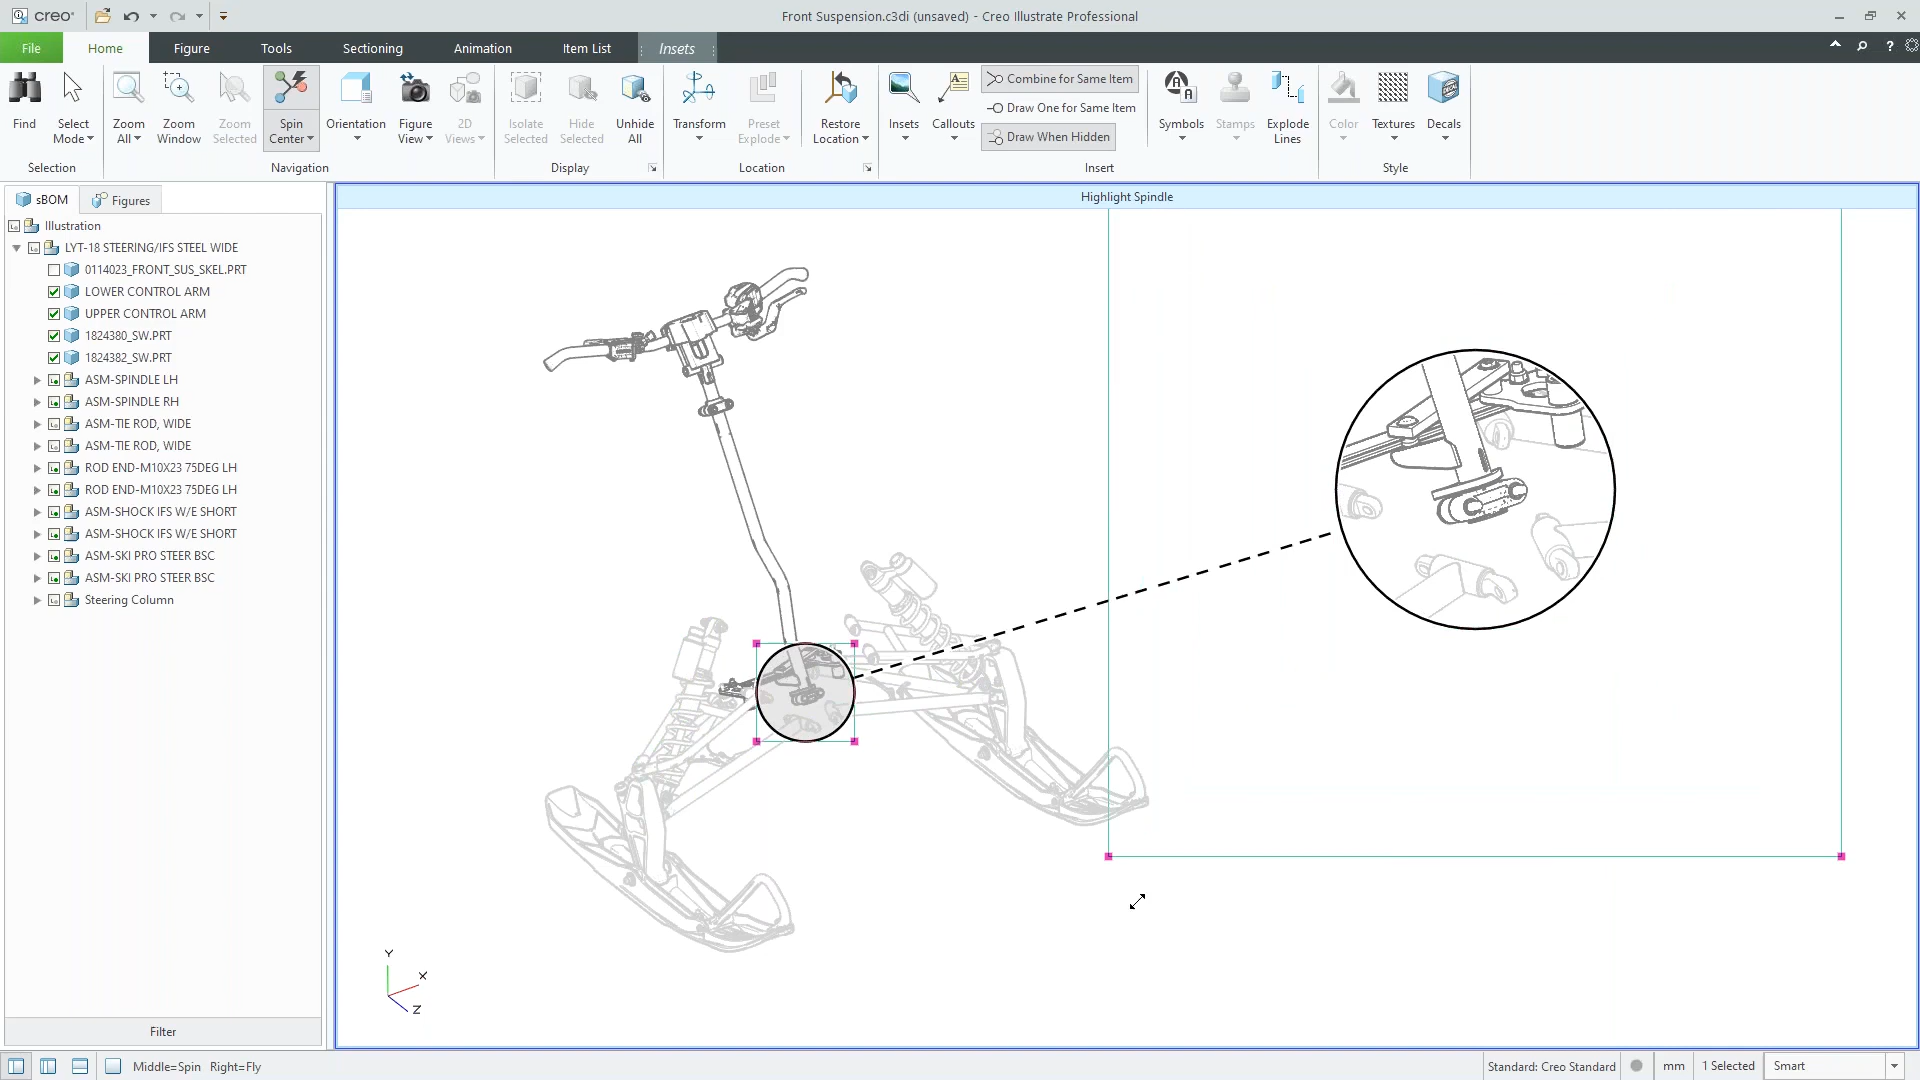 creo
Front Suspension.c3di (unsaved) - Creo Illustrate Professional
File Home Figure Tools Sectioning Animation Item List Insets
Find
Select Mode
Zoom All
Zoom Window
Zoom Selected
Spin Center
Orientation
Figure View
2D Views
Isolate Selected
Hide Selected
Unhide All
Transform
Preset Explode
Restore Location
Insets
Callouts
Combine for Same Item
Draw One for Same Item
Draw When Hidden
Symbols
Stamps
Explode Lines
Color
Textures
Decals
Selection Navigation Display Location Insert Style
sBOM Figures
Highlight Spindle
Illustration
LYT-18 STEERING/IFS STEEL WIDE
0114023_FRONT_SUS_SKEL.PRT
LOWER CONTROL ARM
UPPER CONTROL ARM
1824380_SW.PRT
1824382_SW.PRT
ASM-SPINDLE LH
ASM-SPINDLE RH
ASM-TIE ROD, WIDE
ASM-TIE ROD, WIDE
ROD END-M10X23 75DEG LH
ROD END-M10X23 75DEG LH
ASM-SHOCK IFS W/E SHORT
ASM-SHOCK IFS W/E SHORT
ASM-SKI PRO STEER BSC
ASM-SKI PRO STEER BSC
Steering Column
Y
X
Z
Filter
Middle=Spin Right=Fly
Standard: Creo Standard
mm
1 Selected
Smart